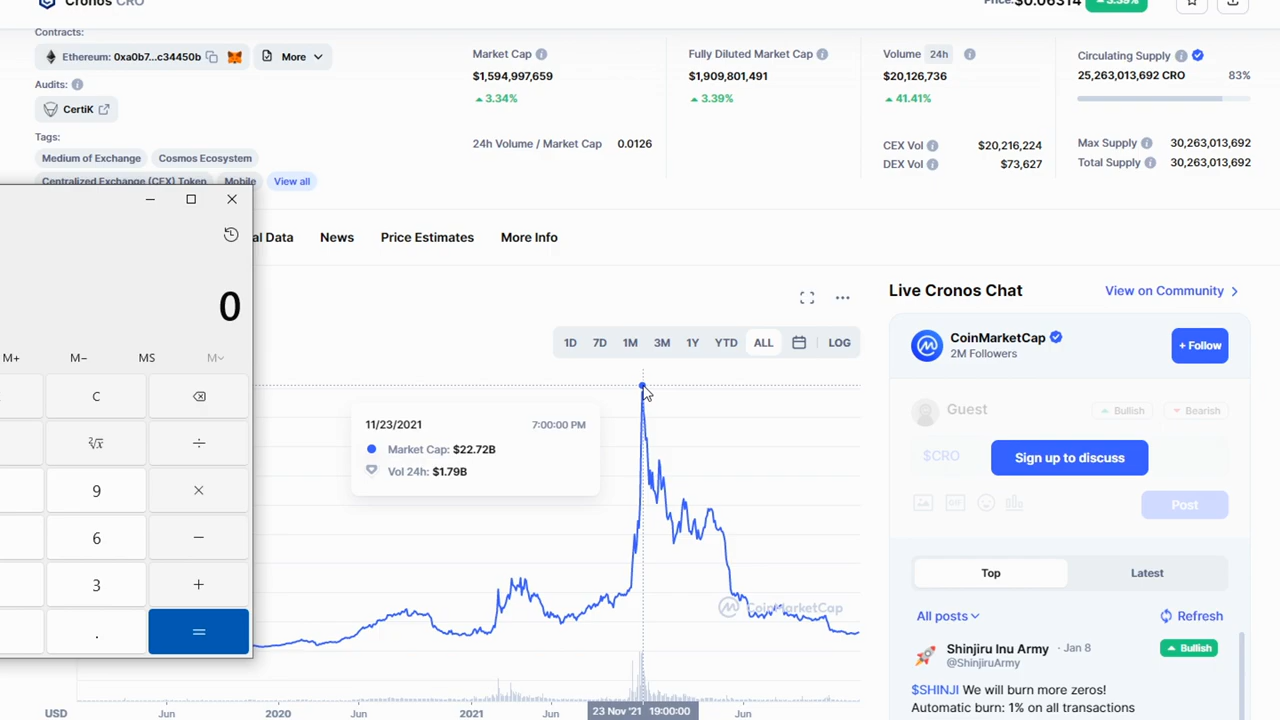 Cronos CRO
Price: $0.06314 3.39%
Contracts:
Ethereum: 0xa0b7...c34450b
More
Audits:
CertiK
Tags:
Medium of Exchange Cosmos Ecosystem
Centralized Exchange (CEX) Token Mobile View all
Market Cap
$1,594,997,659
3.34%
24h Volume / Market Cap 0.0126
Fully Diluted Market Cap
$1,909,801,491
3.39%
Volume 24h
$20,126,736
41.41%
CEX Vol $20,216,224
DEX Vol $73,627
Circulating Supply
25,263,013,692 CRO 83%
Max Supply 30,263,013,692
Total Supply 30,263,013,692
al Data News Price Estimates More Info
0
M+ M− MS M
C
÷
9 ×
6 −
3 +
. =
1D 7D 1M 3M 1Y YTD ALL LOG
11/23/2021 7:00:00 PM
Market Cap: $22.72B
Vol 24h: $1.79B
CoinMarketCap
USD Jun 2020 Jun 2021 Jun 23 Nov '21 19:00:00 Jun
Live Cronos Chat View on Community
CoinMarketCap
2M Followers
+ Follow
Guest
Bullish Bearish
$CRO
Sign up to discuss
GIF
Post
Top Latest
All posts Refresh
Shinjiru Inu Army · Jan 8
@ShinjiruArmy
Bullish
$SHINJI We will burn more zeros!
Automatic burn: 1% on all transactions